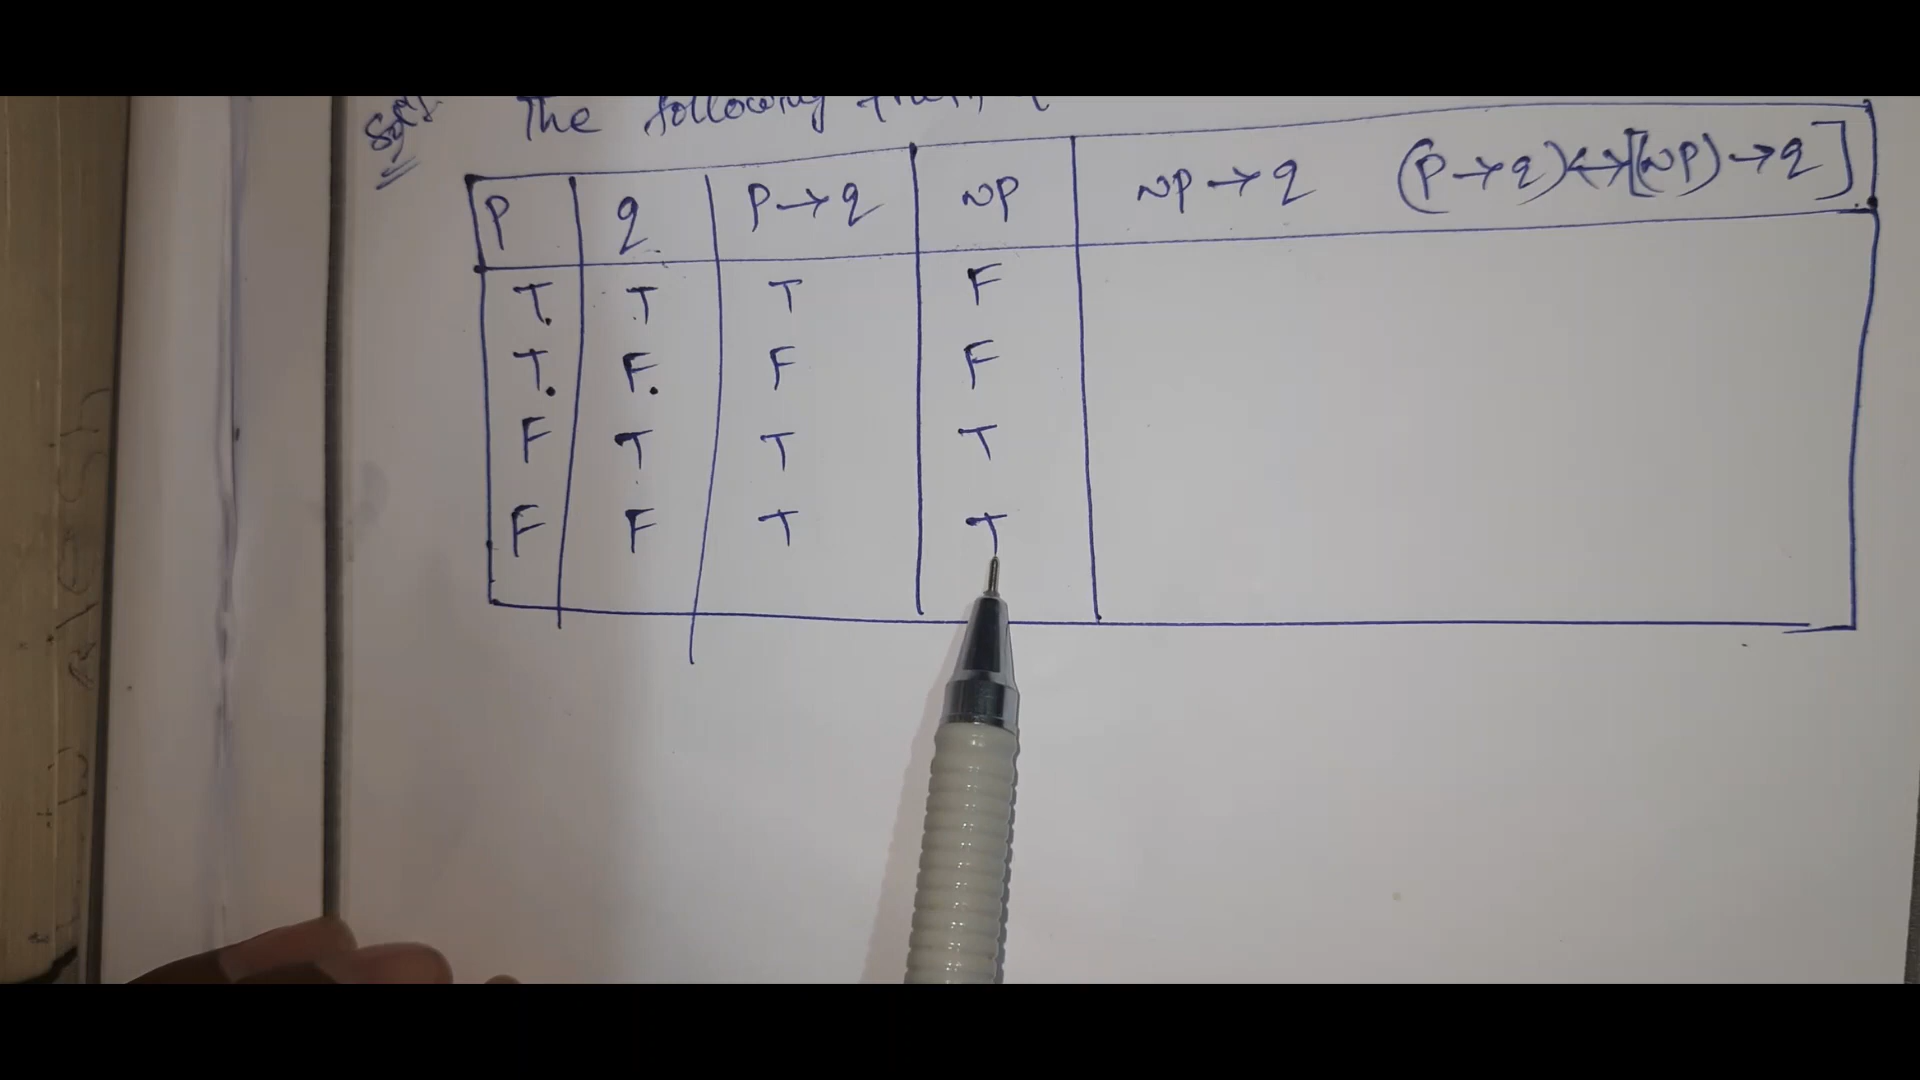 Sol:
The following
P q P→q ~P ~P→q (P→q)↔[(~P)→q]
T T T F
T F F F
F T T T
F F T T